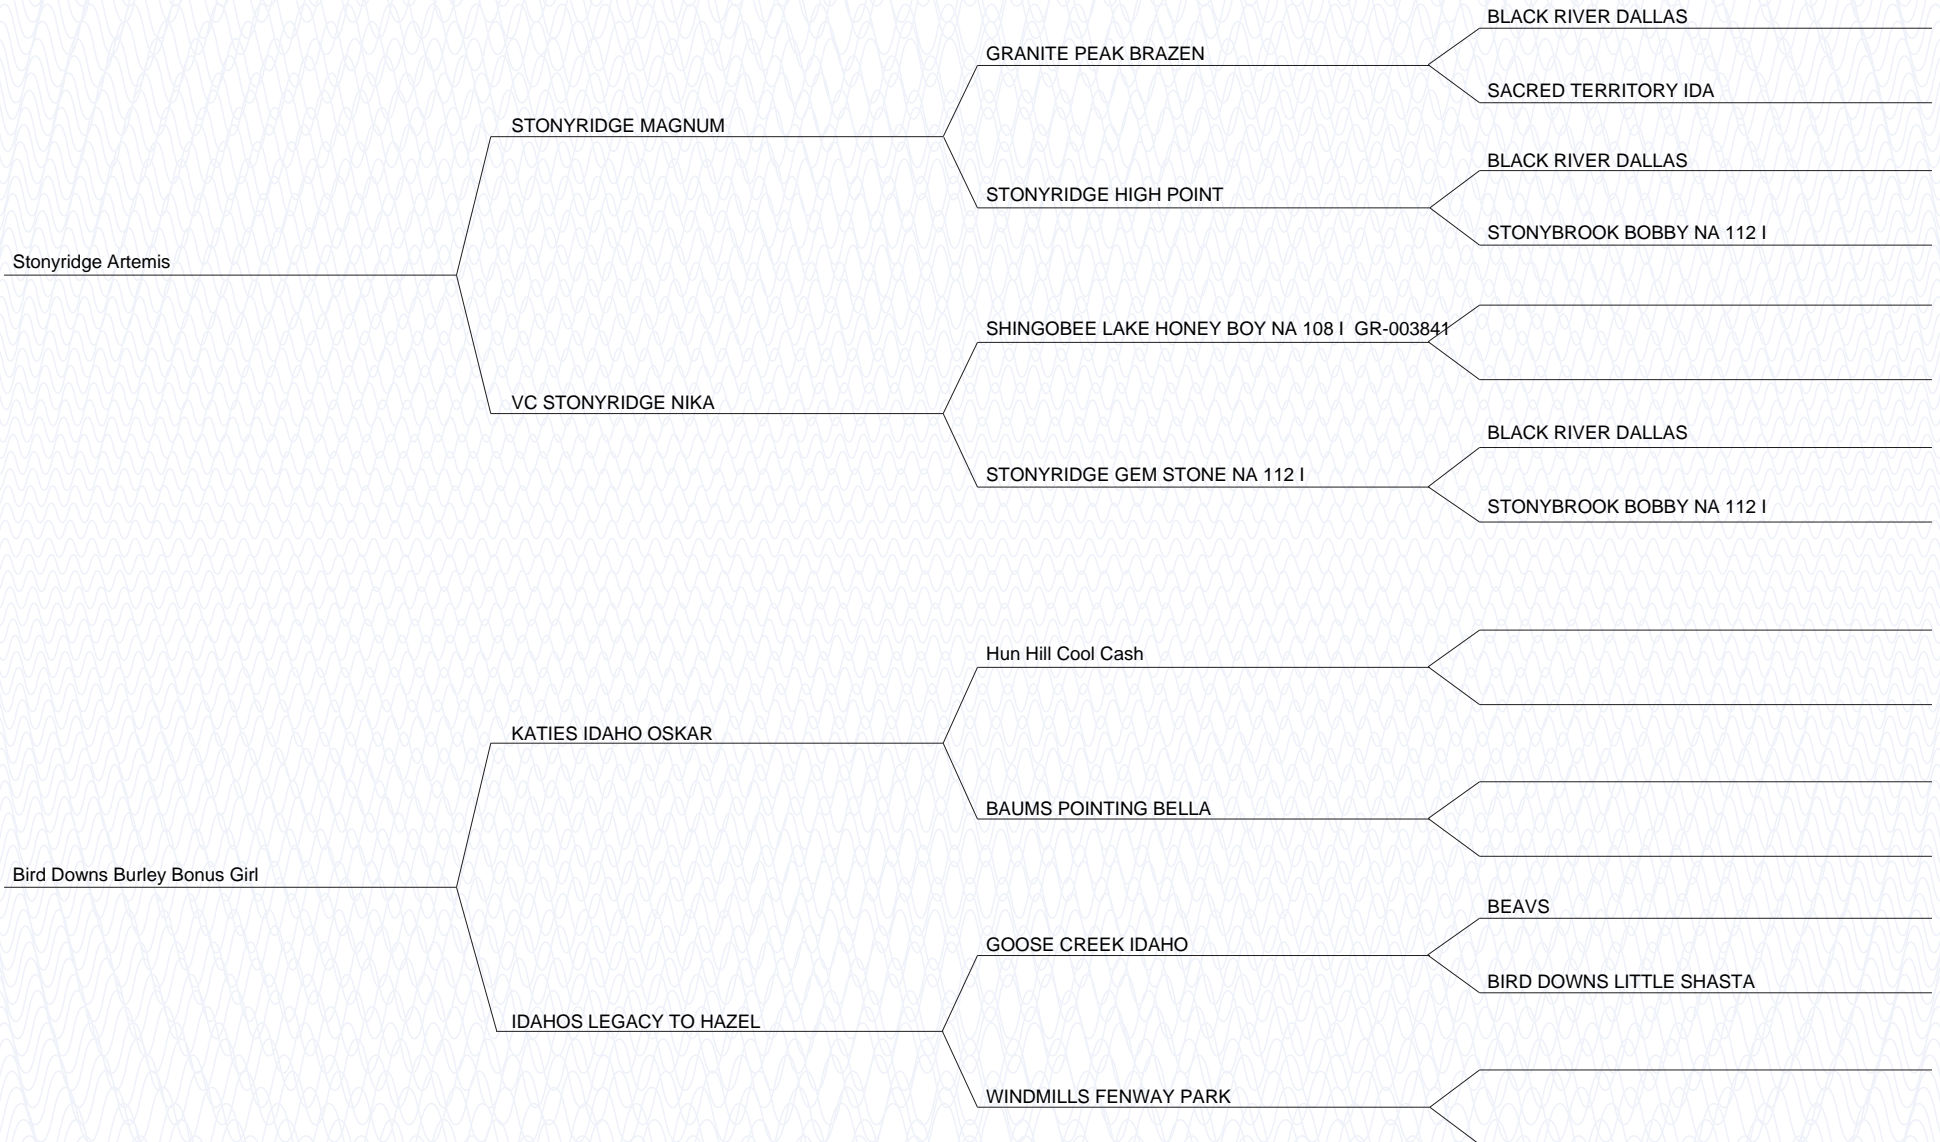 BLACK RIVER DALLAS
GRANITE PEAK BRAZEN
SACRED TERRITORY IDA
STONYRIDGE MAGNUM
BLACK RIVER DALLAS
STONYRIDGE HIGH POINT
STONYBROOK BOBBY NA 112 I
Stonyridge Artemis
SHINGOBEE LAKE HONEY BOY NA 108 I GR-003841
VC STONYRIDGE NIKA
BLACK RIVER DALLAS
STONYRIDGE GEM STONE NA 112 I
STONYBROOK BOBBY NA 112 I
Hun Hill Cool Cash
KATIES IDAHO OSKAR
BAUMS POINTING BELLA
Bird Downs Burley Bonus Girl
BEAVS
GOOSE CREEK IDAHO
BIRD DOWNS LITTLE SHASTA
IDAHOS LEGACY TO HAZEL
WINDMILLS FENWAY PARK